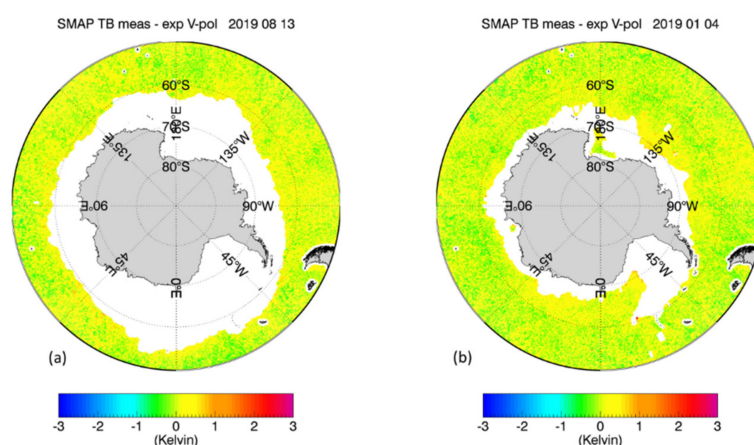 SMAP TB meas - exp V-pol 2019 08 13
60°S
180°E
70°S
135°E
135°W
80°S
90°E
90°W
45°E
45°W
0°E
(a)
-3 -2 -1 0 1 2 3
(Kelvin)
SMAP TB meas - exp V-pol 2019 01 04
60°S
180°E
70°S
135°E
135°W
80°S
90°E
90°W
45°E
45°W
0°E
(b)
-3 -2 -1 0 1 2 3
(Kelvin)